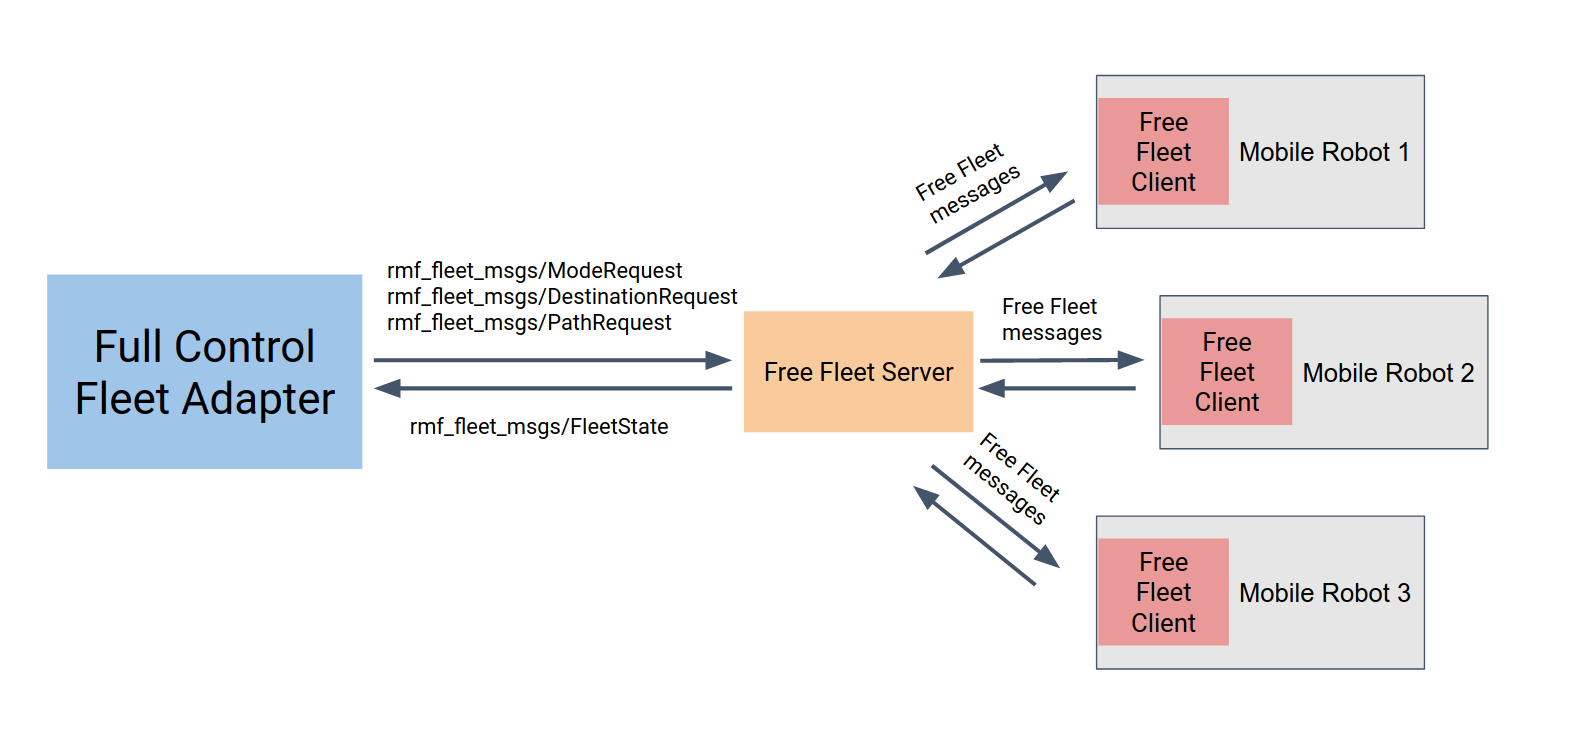 Full Control
Fleet Adapter
rmf_fleet_msgs/ModeRequest
rmf_fleet_msgs/DestinationRequest
rmf_fleet_msgs/PathRequest
rmf_fleet_msgs/FleetState
Free Fleet Server
Free Fleet
messages
Free
Fleet
Client
Mobile Robot 1
Free Fleet
messages
Free
Fleet
Client
Mobile Robot 2
Free Fleet
messages
Free
Fleet
Client
Mobile Robot 3